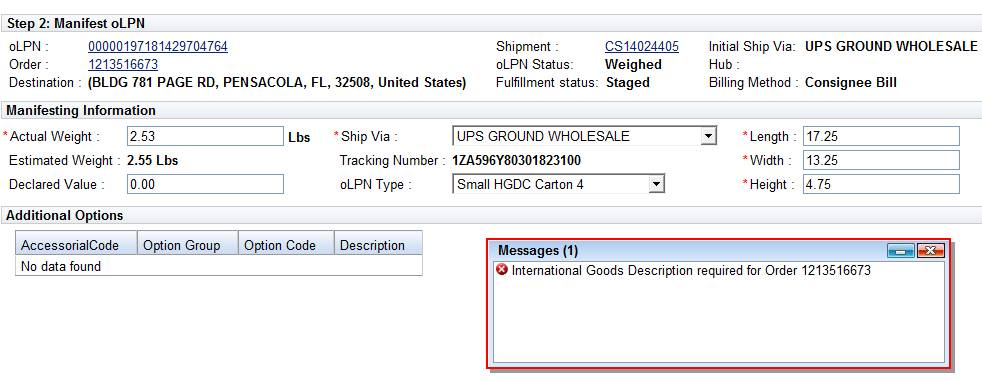 Step 2: Manifest oLPN
oLPN : 00000197181429704764 Shipment : CS14024405 Initial Ship Via: UPS GROUND WHOLESALE
Order : 1213516673 oLPN Status: Weighed Hub :
Destination : (BLDG 781 PAGE RD, PENSACOLA, FL, 32508, United States) Fulfillment status: Staged Billing Method : Consignee Bill
Manifesting Information
*Actual Weight : 2.53 Lbs *Ship Via : UPS GROUND WHOLESALE *Length : 17.25
Estimated Weight : 2.55 Lbs Tracking Number : 1ZA596Y80301823100 *Width : 13.25
Declared Value : 0.00 oLPN Type : Small HGDC Carton 4 *Height : 4.75
Additional Options
AccessorialCode Option Group Option Code Description
No data found
Messages (1)
International Goods Description required for Order 1213516673